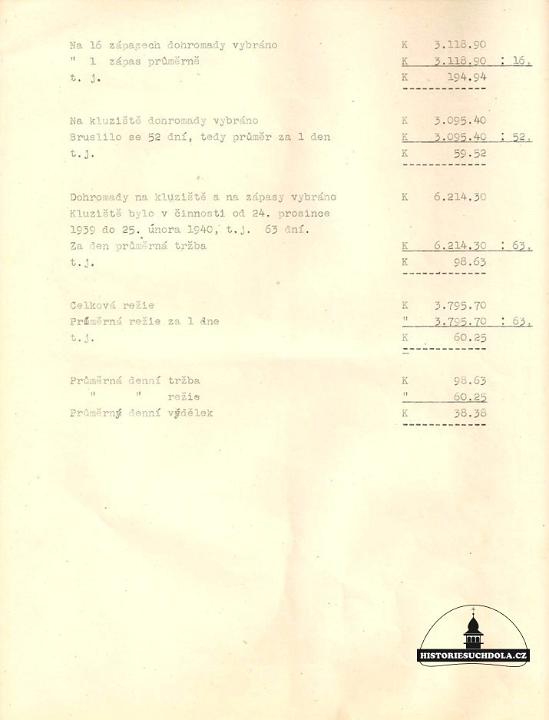 Na 16 zápasech dohromady vybráno K 3.118.90
" 1 zápas průměrně K 3.118.90 : 16.
t. j. K 194.94
Na kluziště dohromady vybráno K 3.095.40
Bruslilo se 52 dní, tedy průměr za 1 den K 3.095.40 : 52.
t.j. K 59.52
Dohromady na kluziště a na zápasy vybráno K 6,214.30
Kluziště bylo v činnosti od 24. prosince
1939 do 25. února 1940, t.j. 63 dní.
Za den průměrná tržba K 6,214.30 : 63.
t.j. K 98.63
Celková režie K 3.795.70
Průměrná režie za 1 dne " 3.795.70 : 63.
t.j. K 60.25
Průměrná denní tržba K 98.63
" " režie " 60.25
Průměrný denní výdělek K 38.38
HISTORIESUCHDOLA.CZ